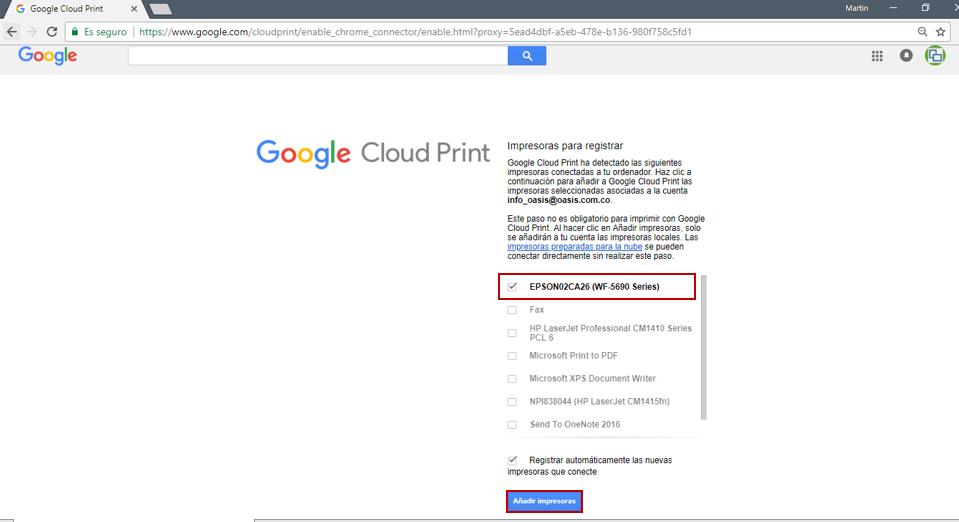 Google Cloud Print
Martin
Es seguro
https://www.google.com/cloudprint/enable_chrome_connector/enable.html?proxy=5ead4dbf-a5eb-478e-b136-980f758c5fd1
Google
Google Cloud Print
Impresoras para registrar
Google Cloud Print ha detectado las siguientes
impresoras conectadas a tu ordenador. Haz clic a
continuación para añadir a Google Cloud Print las
impresoras seleccionadas asociadas a la cuenta
info_oasis@oasis.com.co.
Este paso no es obligatorio para imprimir con Google
Cloud Print. Al hacer clic en Añadir impresoras, solo
se añadirán a tu cuenta las impresoras locales. Las
impresoras preparadas para la nube se pueden
conectar directamente sin realizar este paso.
EPSON02CA26 (WF-5690 Series)
Fax
HP LaserJet Professional CM1410 Series
PCL 6
Microsoft Print to PDF
Microsoft XPS Document Writer
NPI838044 (HP LaserJet CM1415fn)
Send To OneNote 2016
Registrar automáticamente las nuevas
impresoras que conecte
Añadir impresoras